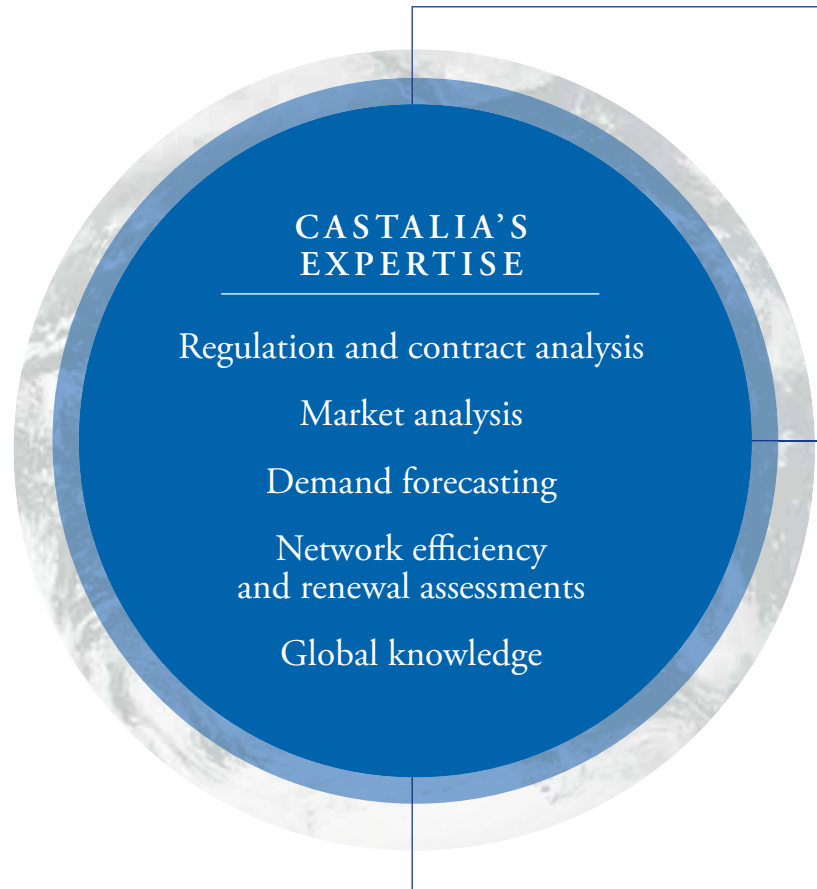 CASTALIA’S
EXPERTISE
Regulation and contract analysis
Market analysis
Demand forecasting
Network efficiency
and renewal assessments
Global knowledge